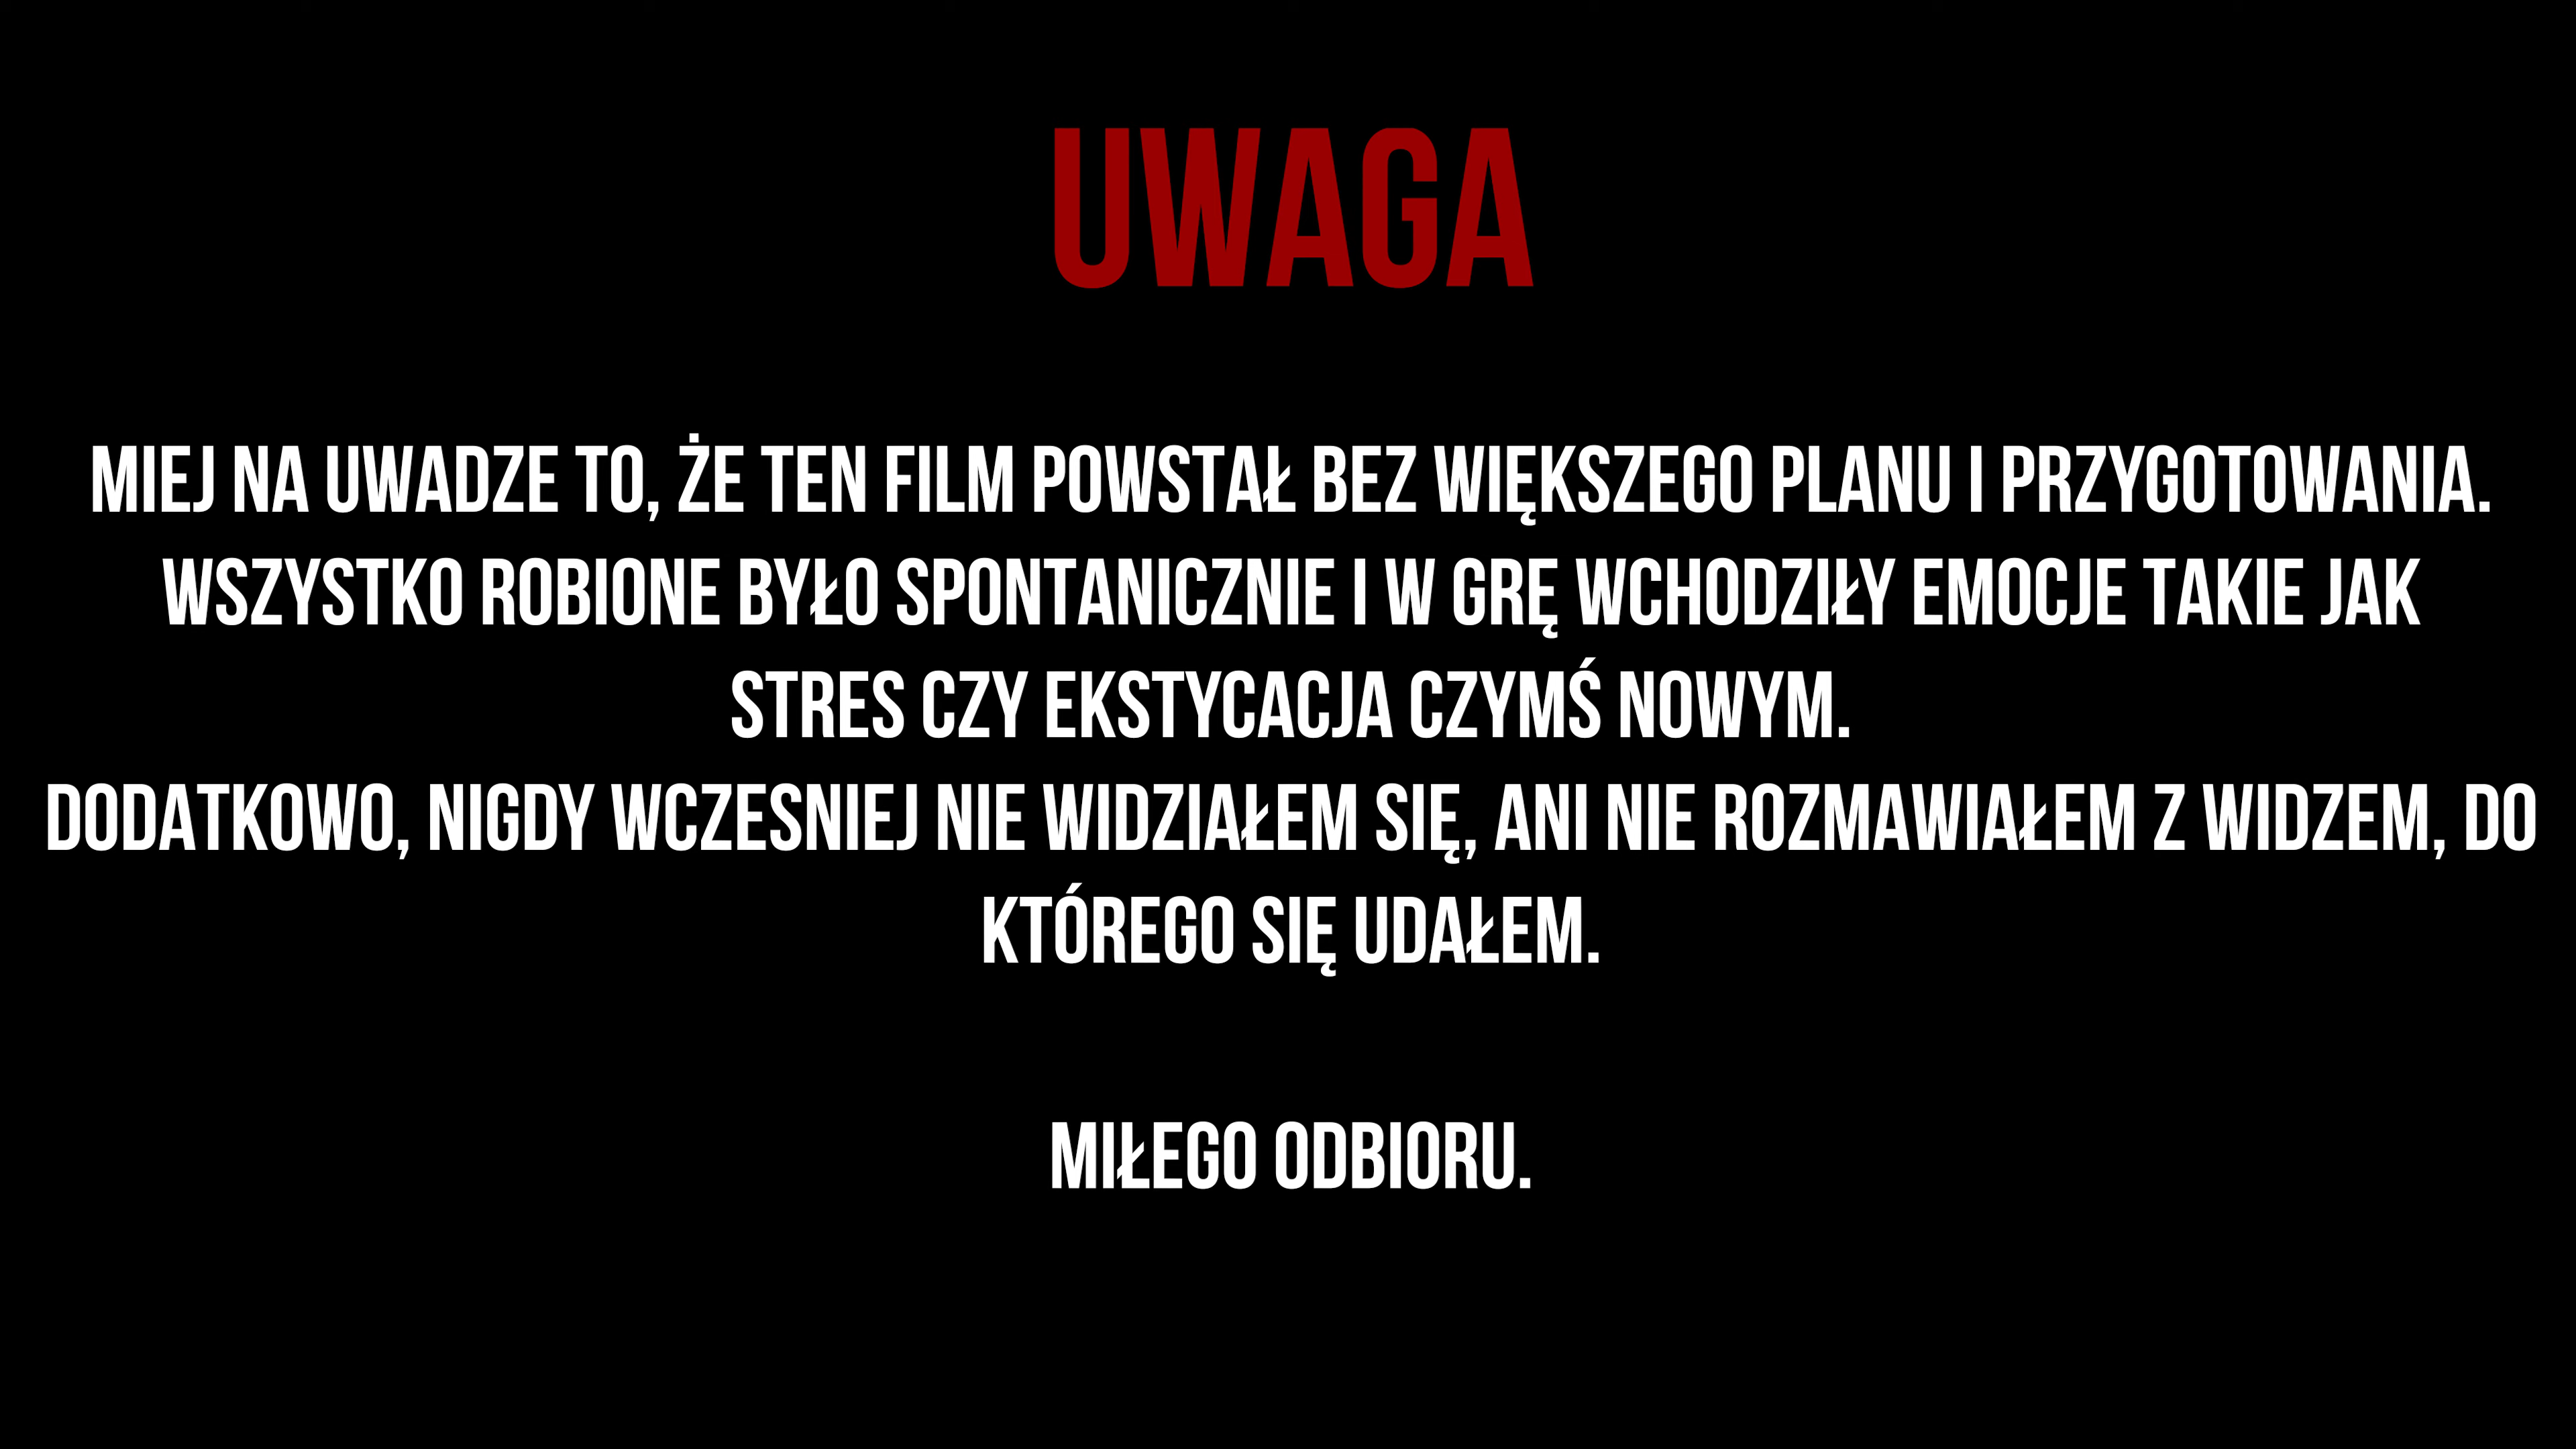 UWAGA
MIEJ NA UWADZE TO, ŻE TEN FILM POWSTAŁ BEZ WIĘKSZEGO PLANU I PRZYGOTOWANIA.
WSZYSTKO ROBIONE BYŁO SPONTANICZNIE I W GRĘ WCHODZIŁY EMOCJE TAKIE JAK
STRES CZY EKSTYCACJA CZYMŚ NOWYM.
DODATKOWO, NIGDY WCZESNIEJ NIE WIDZIAŁEM SIĘ, ANI NIE ROZMAWIAŁEM Z WIDZEM, DO
KTÓREGO SIĘ UDAŁEM.
MIŁEGO ODBIORU.